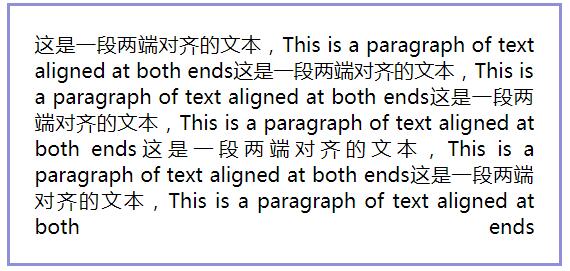 这是一段两端对齐的文本，This is a paragraph of text
aligned at both ends这是一段两端对齐的文本，This is
a paragraph of text aligned at both ends这是一段两
端对齐的文本，This is a paragraph of text aligned at
both ends这是一段两端对齐的文本，This is a
paragraph of text aligned at both ends这是一段两端
对齐的文本，This is a paragraph of text aligned at
both ends